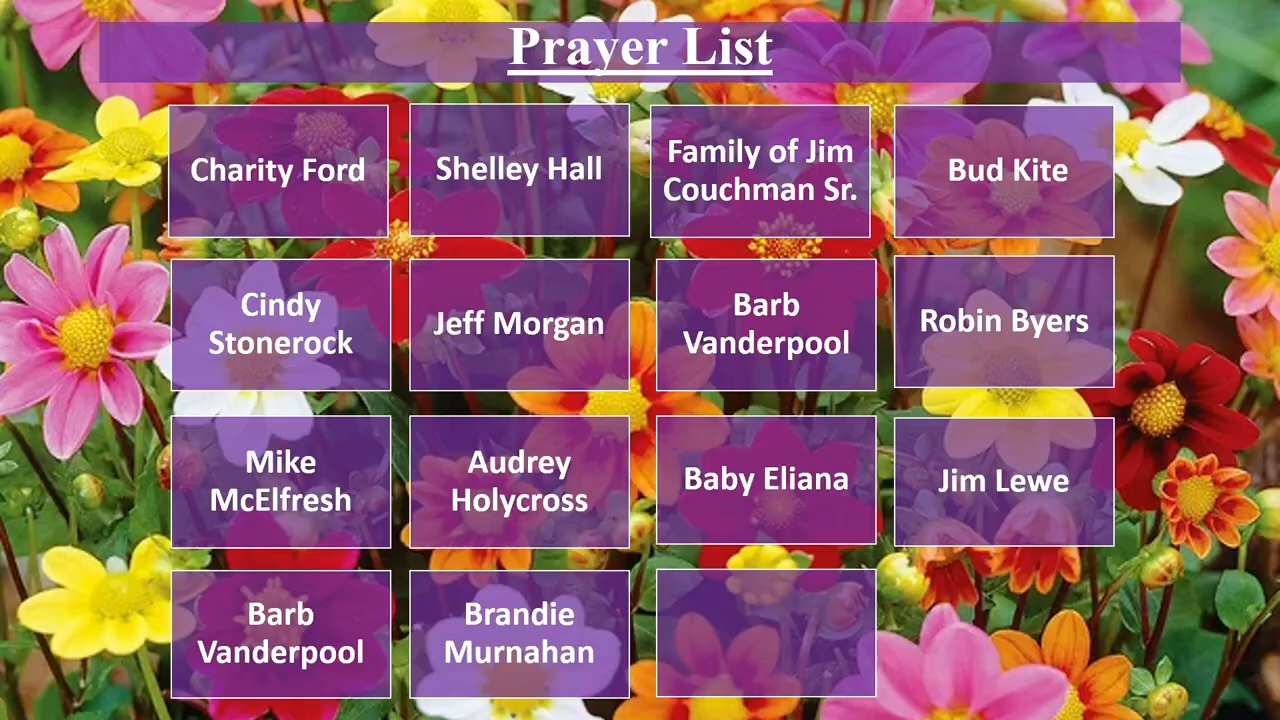 Prayer List
Charity Ford
Shelley Hall
Family of Jim
Couchman Sr.
Bud Kite
Cindy
Stonerock
Jeff Morgan
Barb
Vanderpool
Robin Byers
Mike
McElfresh
Audrey
Holycross
Baby Eliana
Jim Lewe
Barb
Vanderpool
Brandie
Murnahan